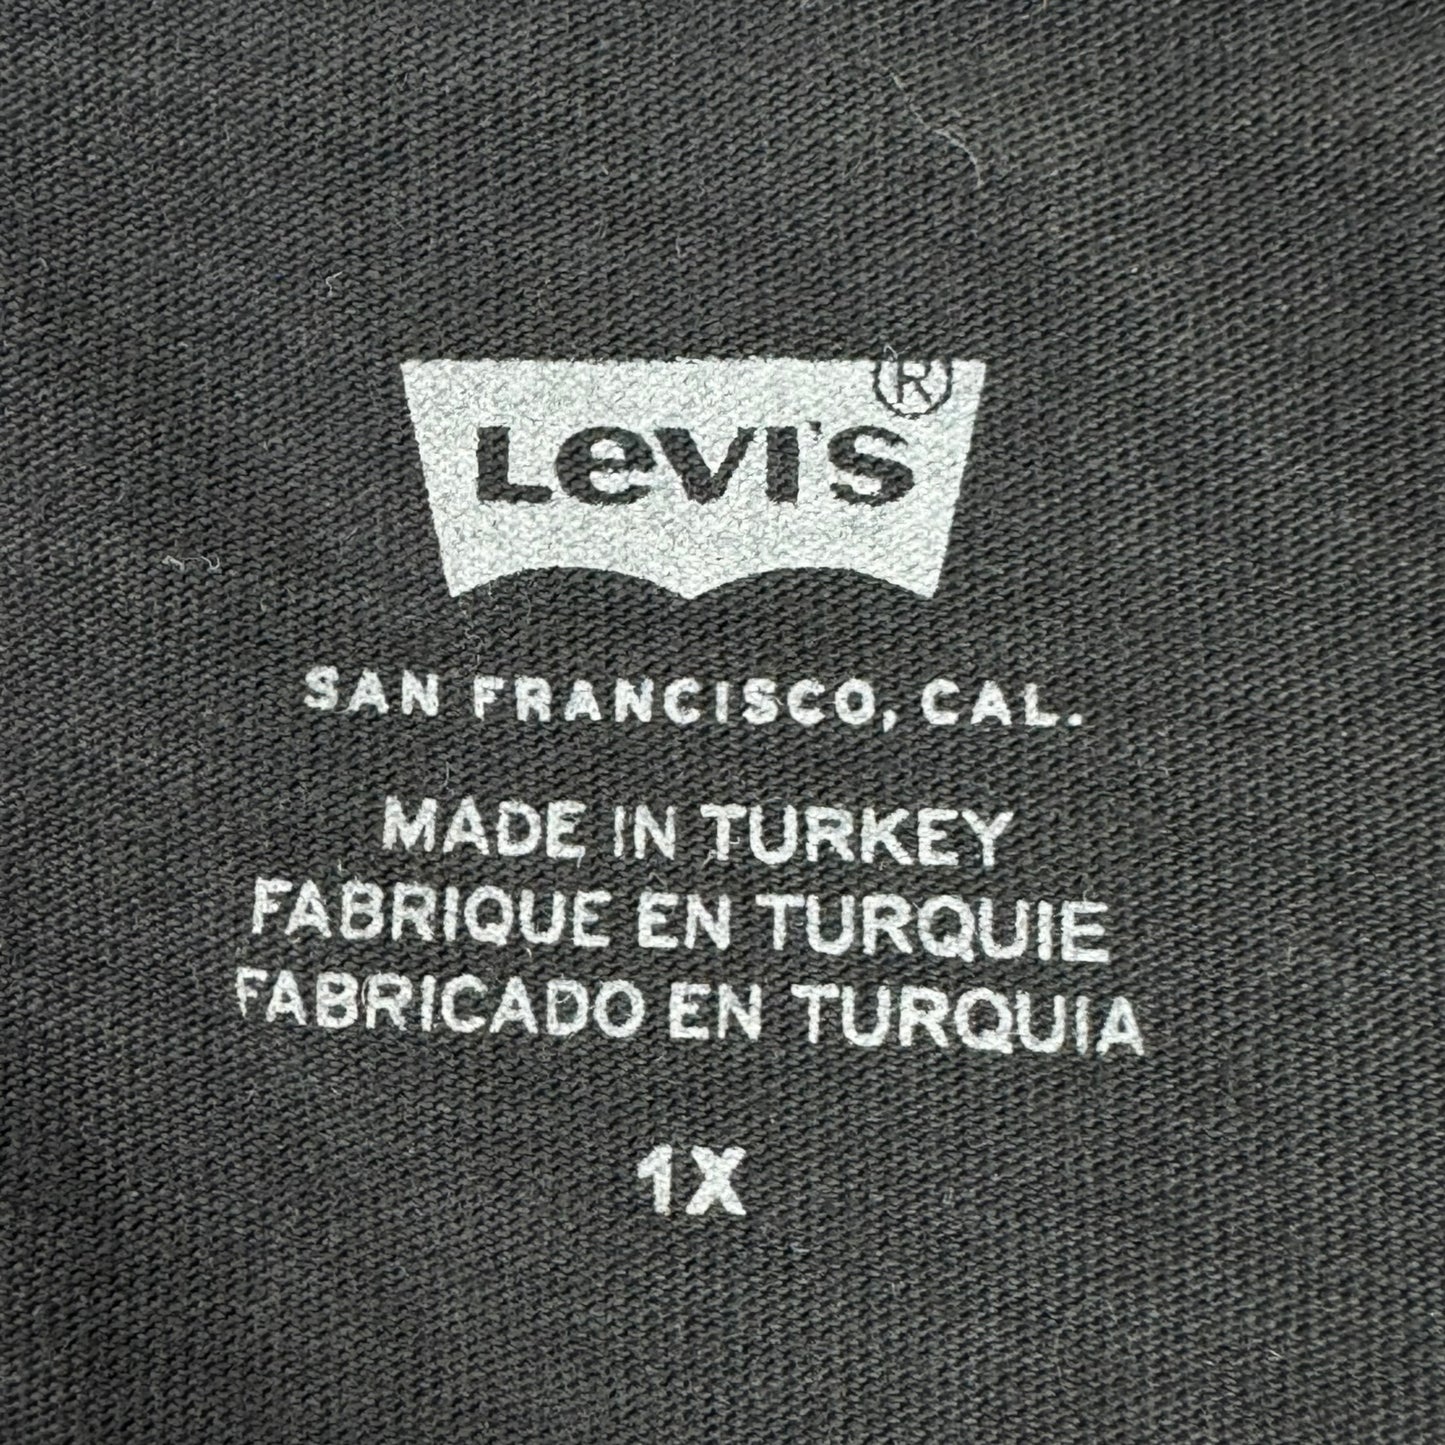 Levi's®
SAN FRANCISCO, CAL.
MADE IN TURKEY
FABRIQUE EN TURQUIE
FABRICADO EN TURQUIA
1X